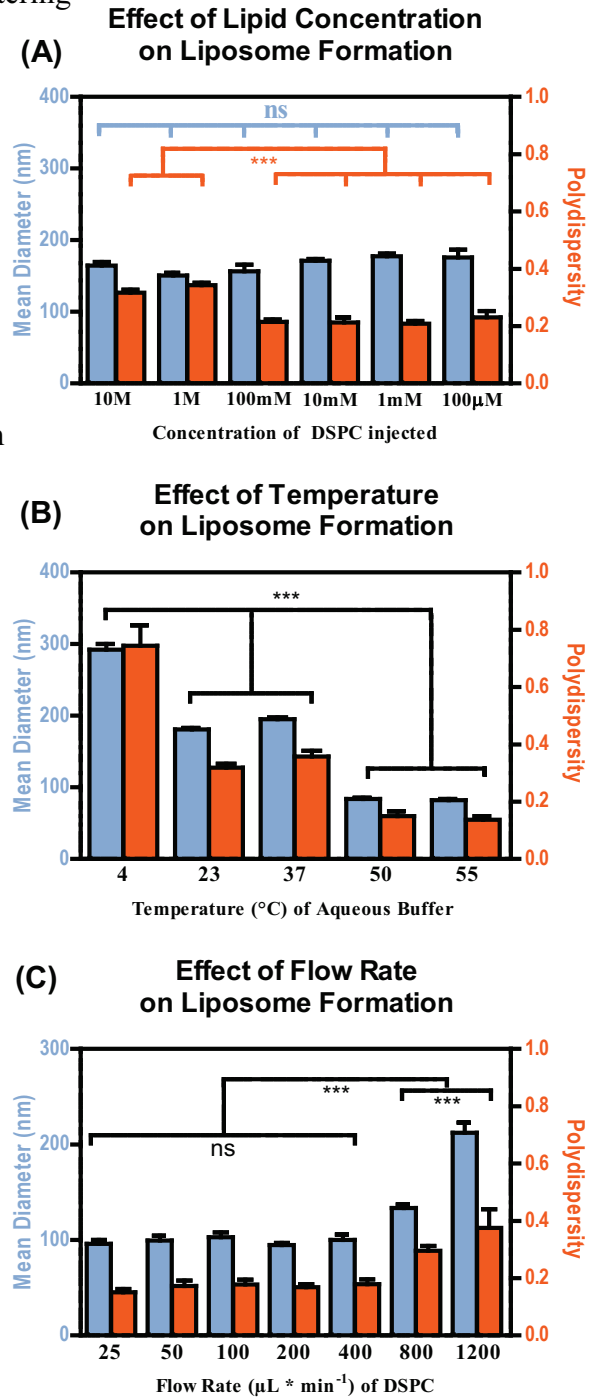 tering
Effect of Lipid Concentration
on Liposome Formation
(A)
400
300
200
100
0
Mean Diameter (nm)
ns
***
1.0
0.8
0.6
0.4
0.2
0.0
Polydispersity
10M 1M 100mM 10mM 1mM 100μM
Concentration of DSPC injected
n
Effect of Temperature
on Liposome Formation
(B)
400
300
200
100
0
Mean Diameter (nm)
***
1.0
0.8
0.6
0.4
0.2
0.0
Polydispersity
4 23 37 50 55
Temperature (°C) of Aqueous Buffer
Effect of Flow Rate
on Liposome Formation
(C)
300
200
100
0
Mean Diameter (nm)
***
***
ns
1.0
0.8
0.6
0.4
0.2
0.0
Polydispersity
25 50 100 200 400 800 1200
Flow Rate (μL * min⁻¹) of DSPC